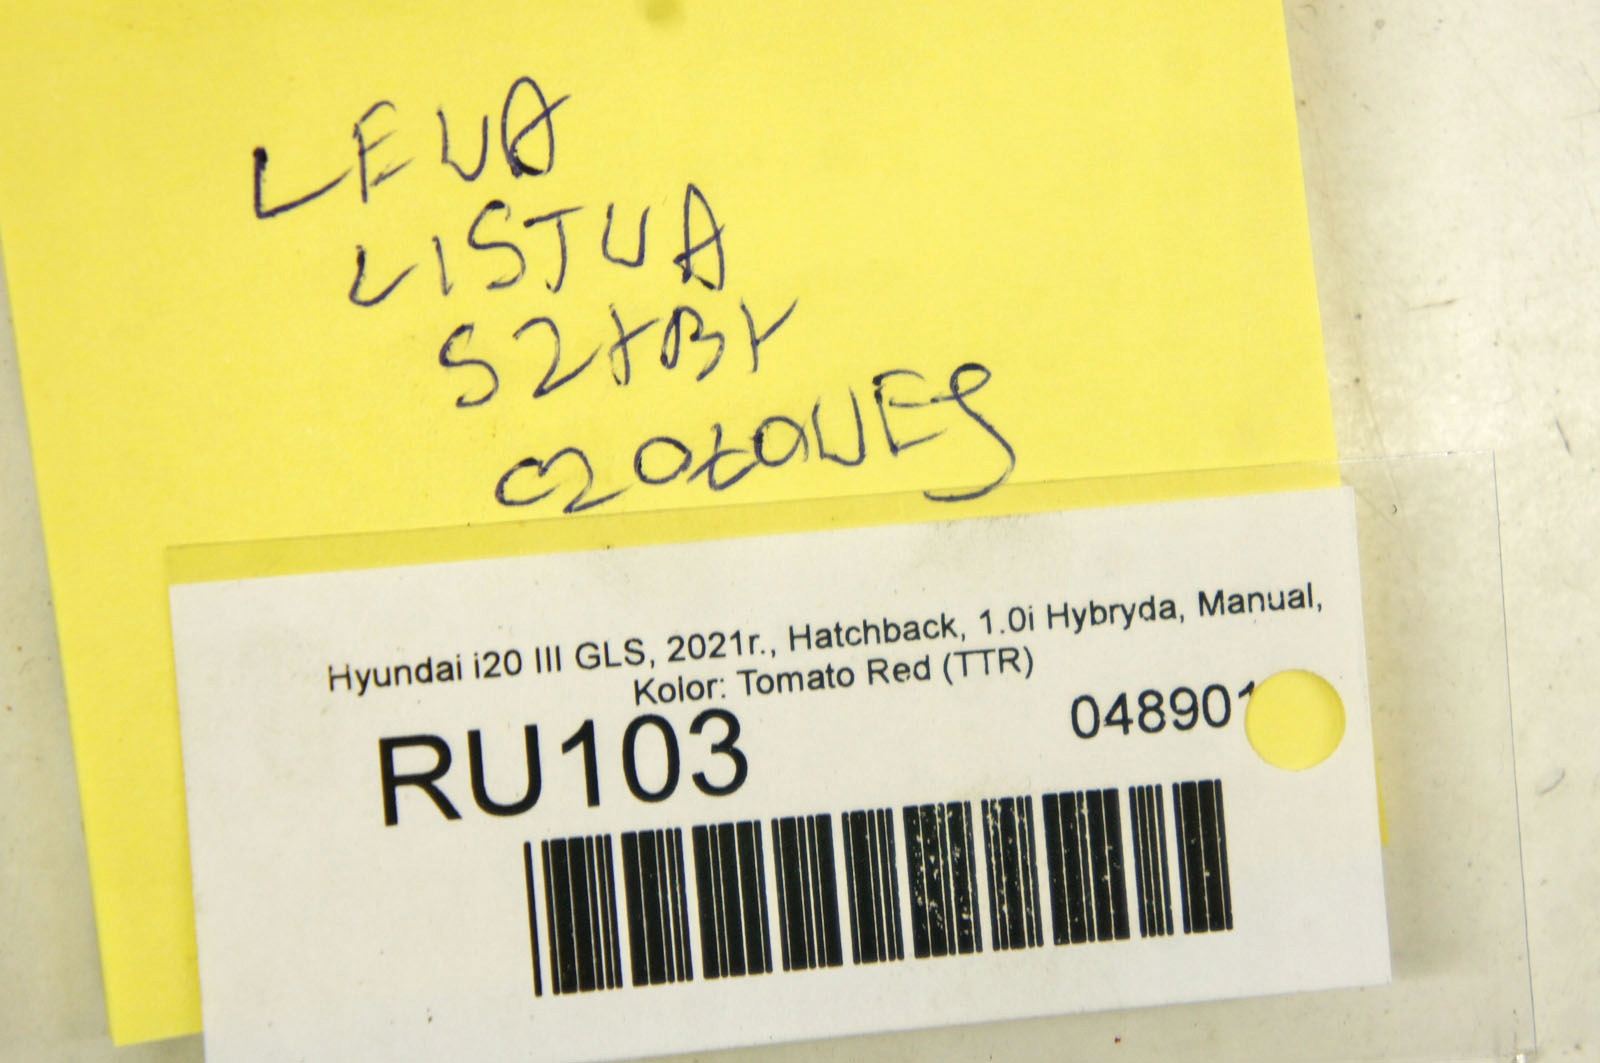 LEWA
LISTWA
SZYBY
CZOŁOWEJ
Hyundai i20 III GLS, 2021r., Hatchback, 1.0i Hybryda, Manual,
Kolor: Tomato Red (TTR)
RU103
048901